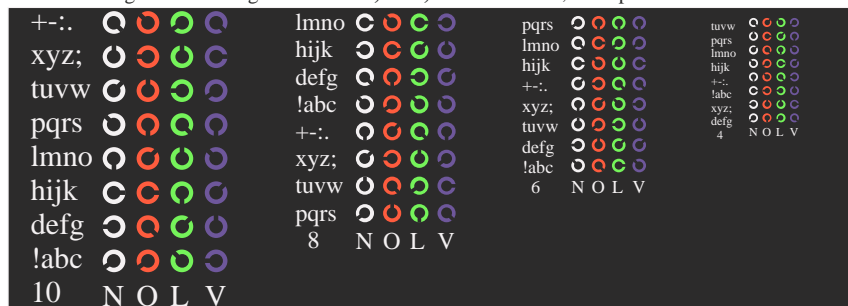 +-:.
xyz;
tuvw
pqrs
lmno
hijk
defg
!abc
10 N O L V
lmno
hijk
defg
!abc
+-:.
xyz;
tuvw
pqrs
8 N O L V
pqrs
lmno
hijk
+-:.
xyz;
tuvw
defg
!abc
6 N O L V
tuvw
pqrs
lmno
hijk
+-:.
!abc
xyz;
defg
4 N O L V